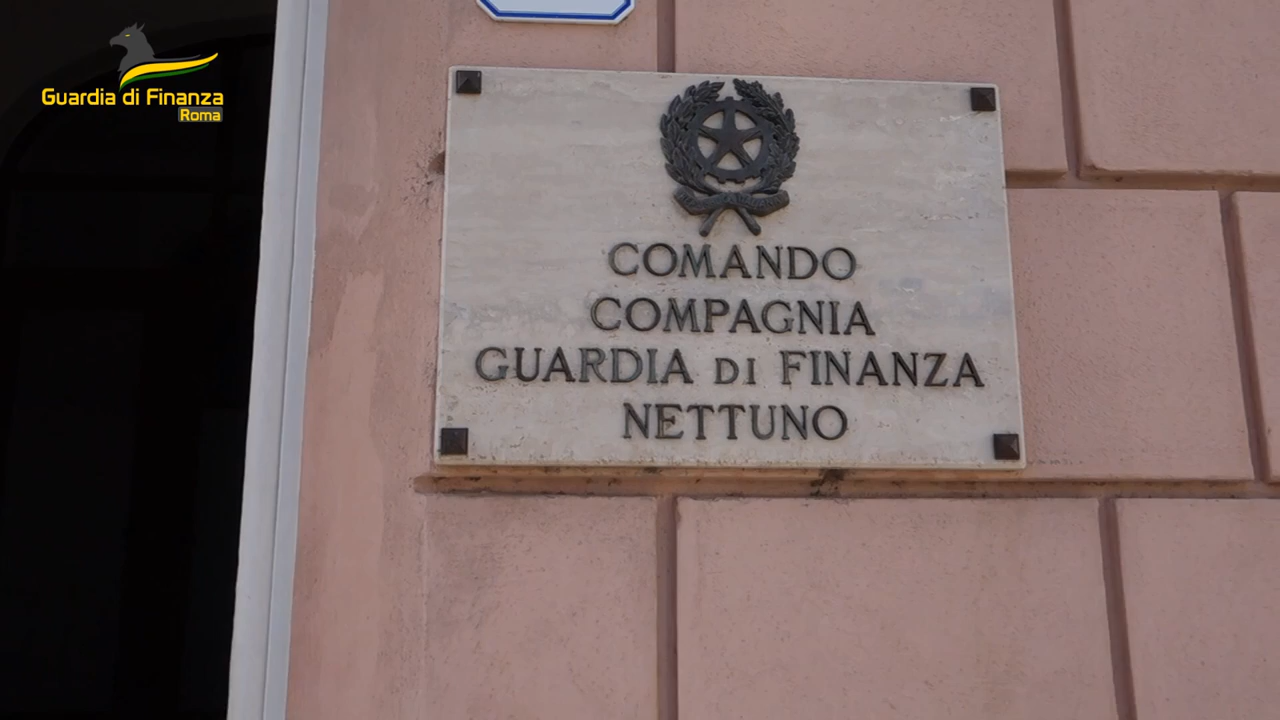 Guardia di Finanza
Roma
COMANDO
COMPAGNIA
GUARDIA DI FINANZA
NETTUNO